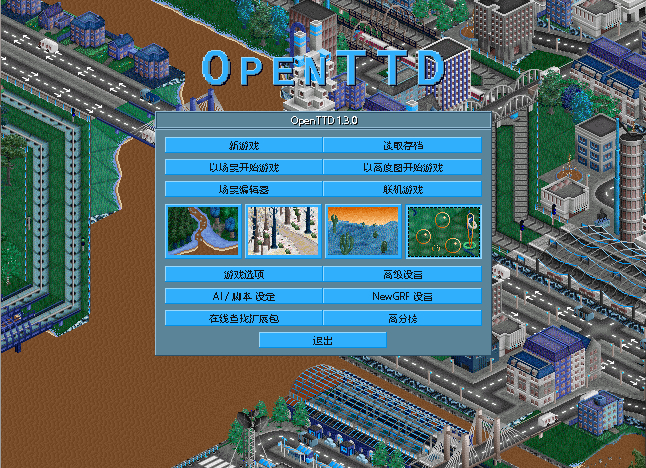 OPENTTD
OpenTTD 1.3.0
新游戏 读取存档
以场景开始游戏 以高度图开始游戏
场景编辑器 联机游戏
游戏选项 高级设置
AI / 脚本 设定 NewGRF 设置
在线查找扩展包 高分榜
退出